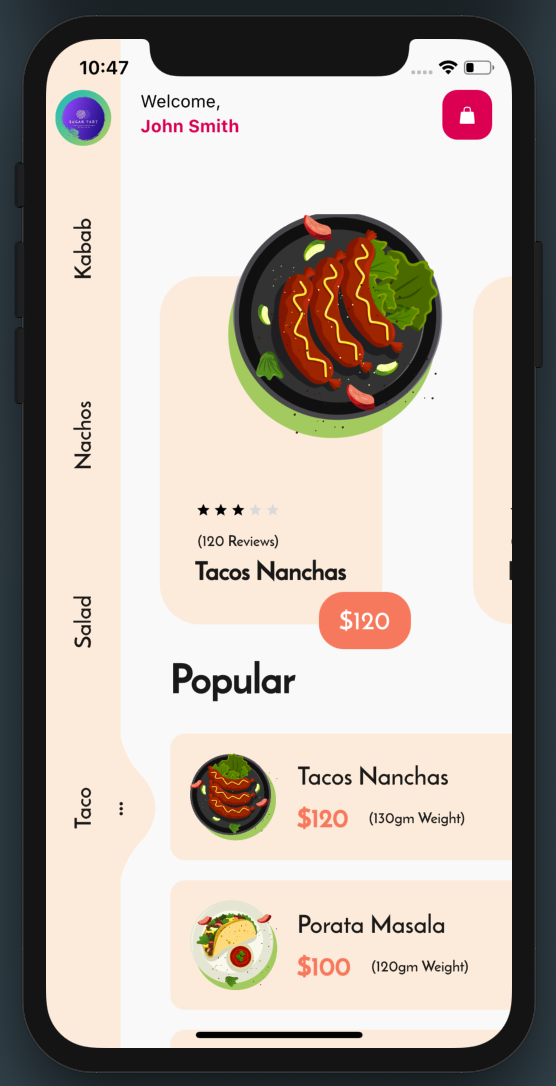 10:47
SUGAR TART
Welcome,
John Smith
Kabab
Nachos
Salad
Taco
(120 Reviews)
Tacos Nanchas
$120
Popular
Tacos Nanchas
$120 (130gm Weight)
Porata Masala
$100 (120gm Weight)